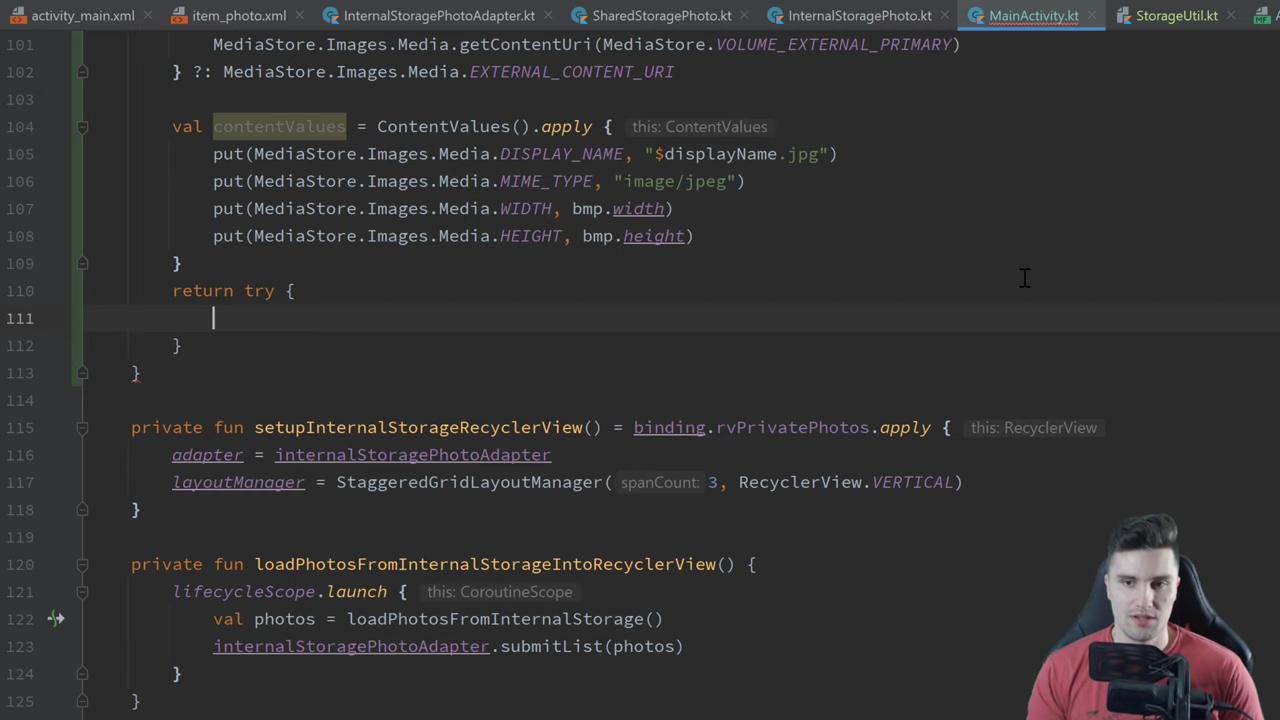 activity_main.xml item_photo.xml InternalStoragePhotoAdapter.kt SharedStoragePhoto.kt InternalStoragePhoto.kt MainActivity.kt StorageUtil.kt
101 MediaStore.Images.Media.getContentUri(MediaStore.VOLUME_EXTERNAL_PRIMARY)
102 } ?: MediaStore.Images.Media.EXTERNAL_CONTENT_URI
103
104 val contentValues = ContentValues().apply { this: ContentValues
105 put(MediaStore.Images.Media.DISPLAY_NAME, "$displayName.jpg")
106 put(MediaStore.Images.Media.MIME_TYPE, "image/jpeg")
107 put(MediaStore.Images.Media.WIDTH, bmp.width)
108 put(MediaStore.Images.Media.HEIGHT, bmp.height)
109 }
110 return try {
111
112 }
113 }
114
115 private fun setupInternalStorageRecyclerView() = binding.rvPrivatePhotos.apply { this: RecyclerView
116 adapter = internalStoragePhotoAdapter
117 layoutManager = StaggeredGridLayoutManager( spanCount: 3, RecyclerView.VERTICAL)
118 }
119
120 private fun loadPhotosFromInternalStorageIntoRecyclerView() {
121 lifecycleScope.launch { this: CoroutineScope
122 val photos = loadPhotosFromInternalStorage()
123 internalStoragePhotoAdapter.submitList(photos)
124 }
125 }